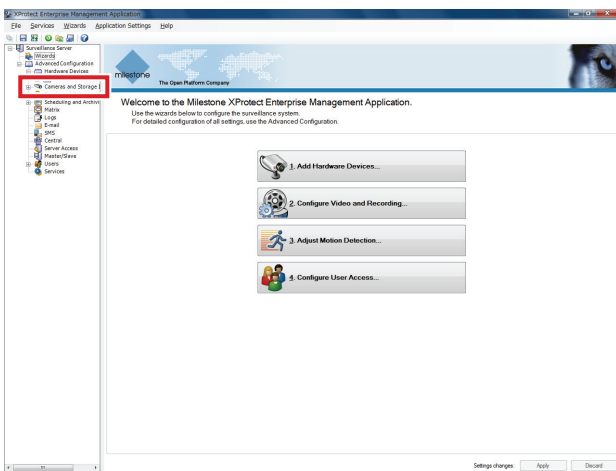 XProtect Enterprise Management Application
File Services Wizards Application Settings Help
Surveillance Server
Wizards
Advanced Configuration
Hardware Devices
Cameras and Storage
Scheduling and Archivi
Matrix
Logs
E-mail
SMS
Central
Server Access
Master/Slave
Users
Services
milestone
The Open Platform Company
Welcome to the Milestone XProtect Enterprise Management Application.
Use the wizards below to configure the surveillance system.
For detailed configuration of all settings, use the Advanced Configuration.
1. Add Hardware Devices...
2. Configure Video and Recording...
3. Adjust Motion Detection...
4. Configure User Access...
Settings changes: Apply Discard